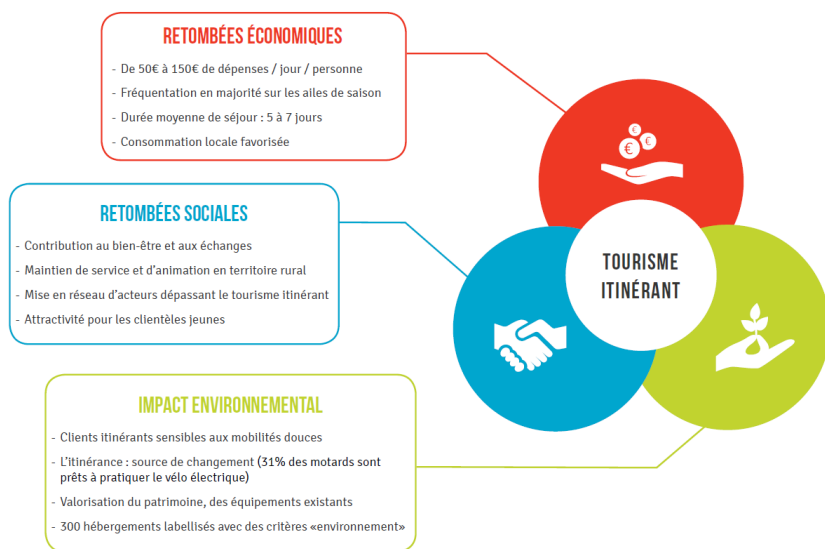 RETOMBÉES ÉCONOMIQUES
- De 50€ à 150€ de dépenses / jour / personne
- Fréquentation en majorité sur les ailes de saison
- Durée moyenne de séjour : 5 à 7 jours
- Consommation locale favorisée
RETOMBÉES SOCIALES
- Contribution au bien-être et aux échanges
- Maintien de service et d'animation en territoire rural
- Mise en réseau d'acteurs dépassant le tourisme itinérant
- Attractivité pour les clientèles jeunes
IMPACT ENVIRONNEMENTAL
- Clients itinérants sensibles aux mobilités douces
- L'itinérance : source de changement (31% des motards sont
prêts à pratiquer le vélo électrique)
- Valorisation du patrimoine, des équipements existants
- 300 hébergements labellisés avec des critères «environnement»
€
€
€
TOURISME
ITINÉRANT